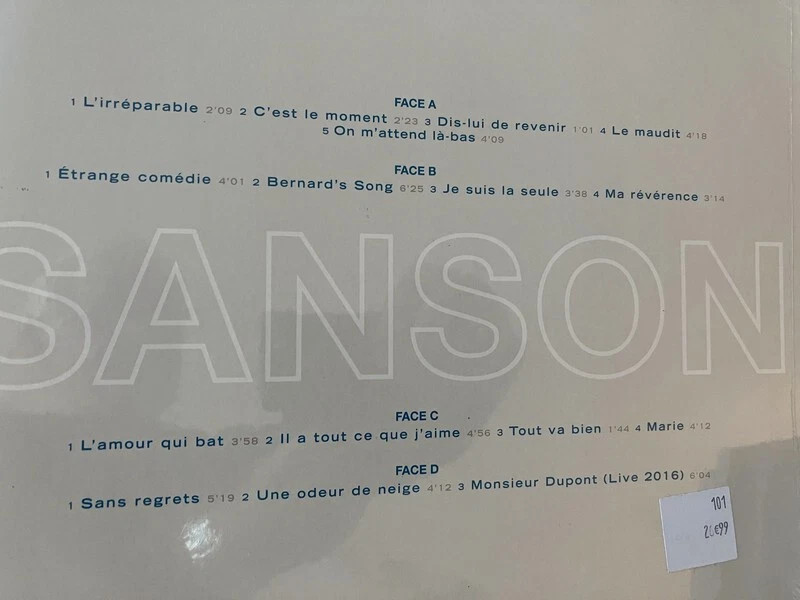 FACE A
1 L'irréparable 2'09 2 C'est le moment 2'23 3 Dis-lui de revenir 1'01 4 Le maudit 4'18
5 On m'attend là-bas 4'09
FACE B
1 Étrange comédie 4'01 2 Bernard's Song 6'25 3 Je suis la seule 3'38 4 Ma révérence 3'14
SANSON
FACE C
1 L'amour qui bat 3'58 2 Il a tout ce que j'aime 4'56 3 Tout va bien 1'44 4 Marie 4'12
FACE D
1 Sans regrets 5'19 2 Une odeur de neige 4'12 3 Monsieur Dupont (Live 2016) 6'04
101